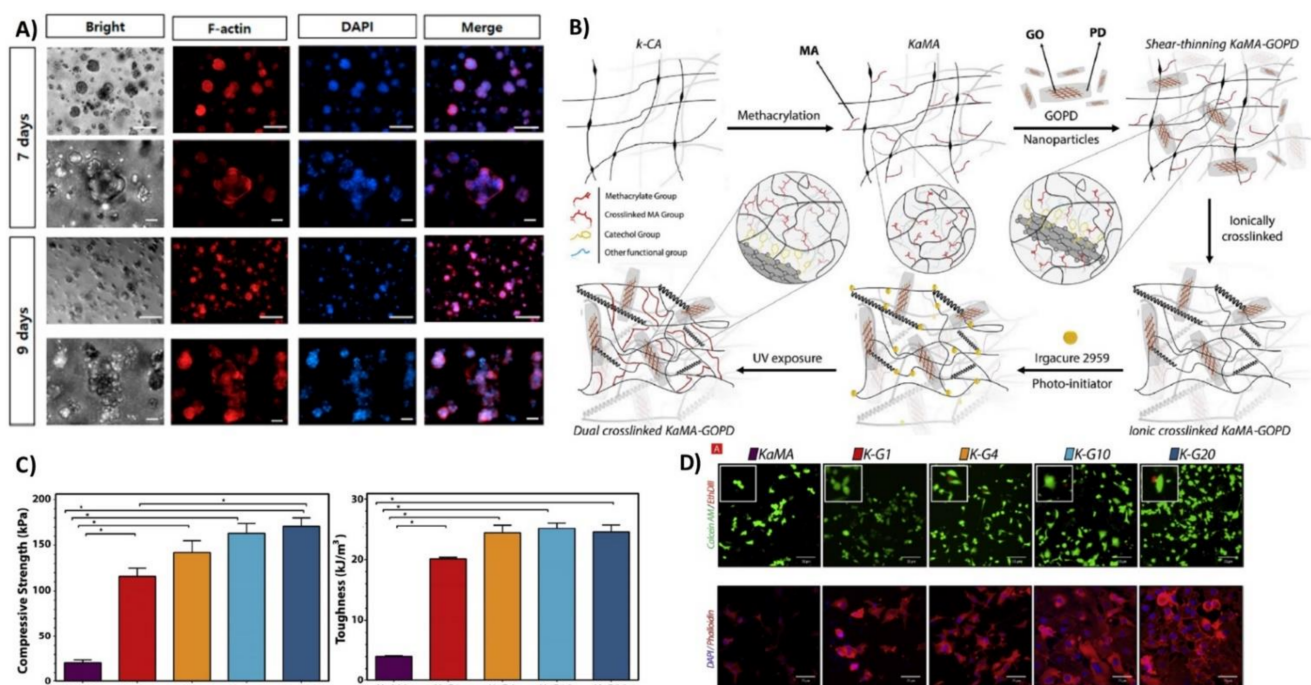 A)
Bright
F-actin
DAPI
Merge
7 days
9 days
B)
k-CA
MA
KaMA
GO
PD
Shear-thinning KaMA-GOPD
Methacrylation
GOPD
Nanoparticles
Methacrylate Group
Crosslinked MA Group
Catechol Group
Other functional group
Ionically
crosslinked
UV exposure
Irgacure 2959
Photo-initiator
Dual crosslinked KaMA-GOPD
Ionic crosslinked KaMA-GOPD
C)
Compressive Strength (kPa)
200
150
100
50
0
* * * * *
Toughness (kJ/m³)
30
20
10
0
* * * *
D)
A
KaMA
K-G1
K-G4
K-G10
K-G20
Calcein AM/EthDIII
DAPI/Phalloidin